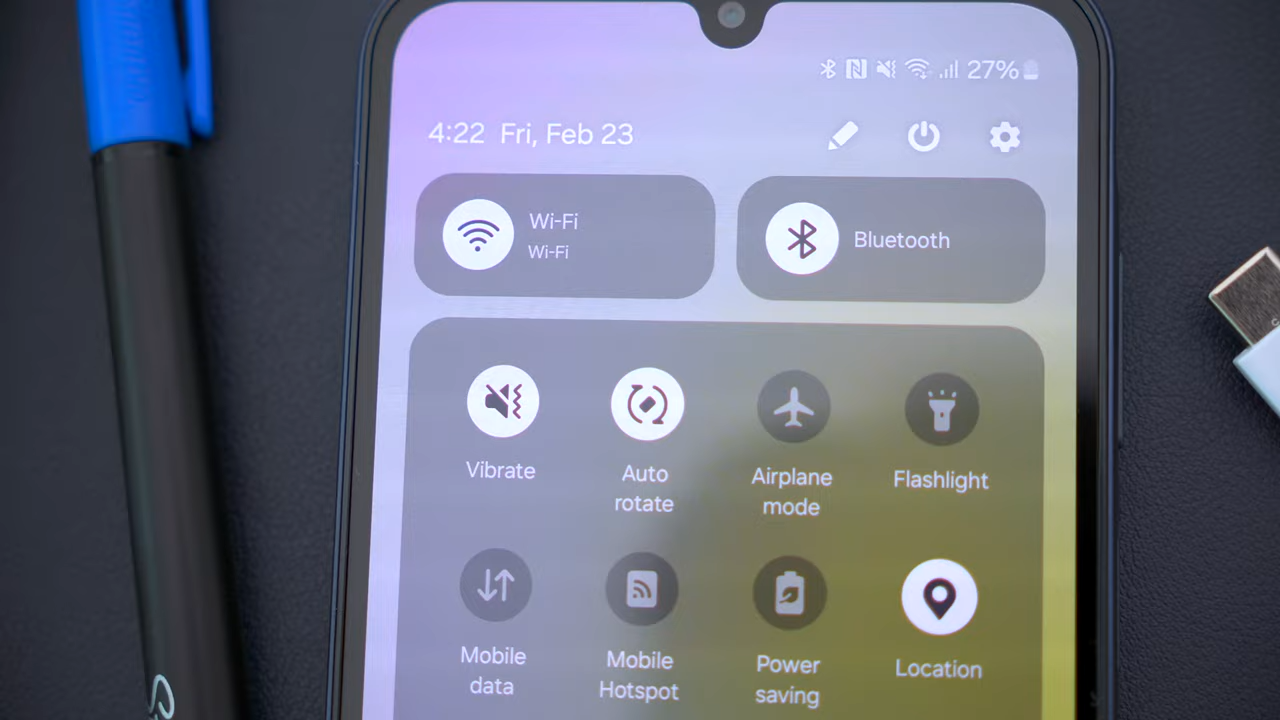 27%
4:22 Fri, Feb 23
Wi-Fi
Wi-Fi
Bluetooth
Vibrate
Auto
rotate
Airplane
mode
Flashlight
Mobile
data
Mobile
Hotspot
Power
saving
Location